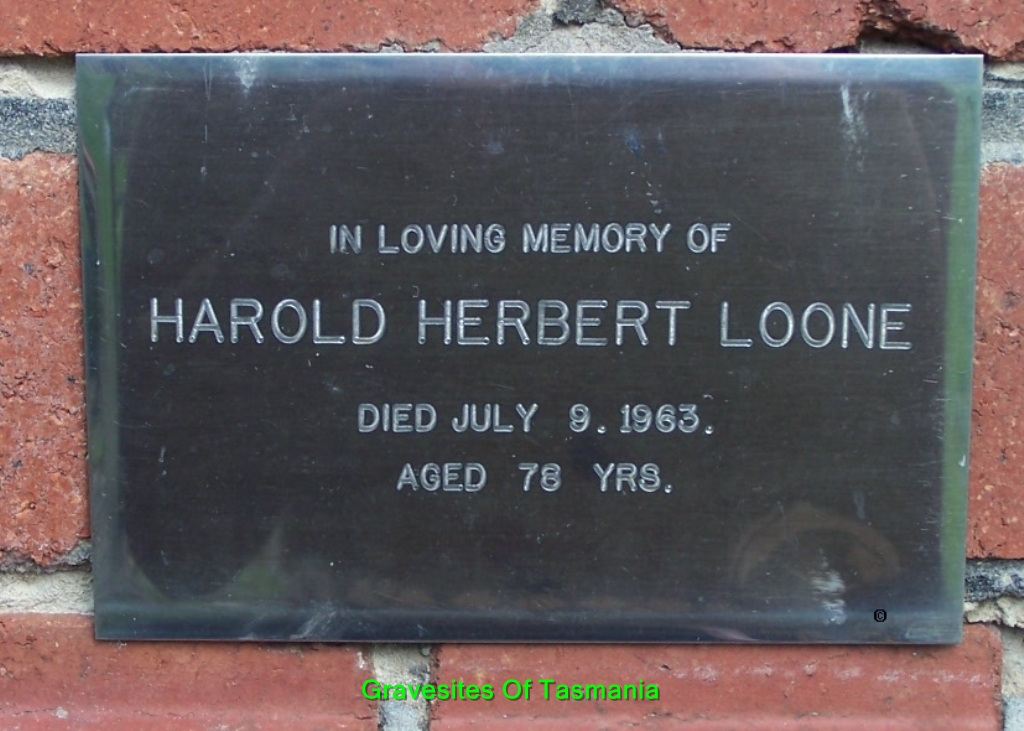 IN LOVING MEMORY OF
HAROLD HERBERT LOONE
DIED JULY 9. 1963.
AGED 78 YRS.
©
Gravesites Of Tasmania